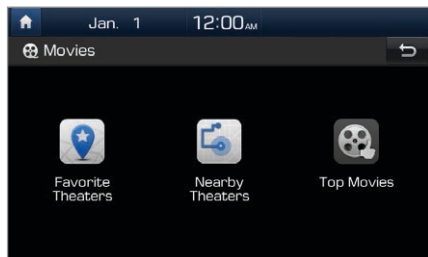 Jan. 1 12:00AM
Movies
Favorite
Theaters
Nearby
Theaters
Top Movies